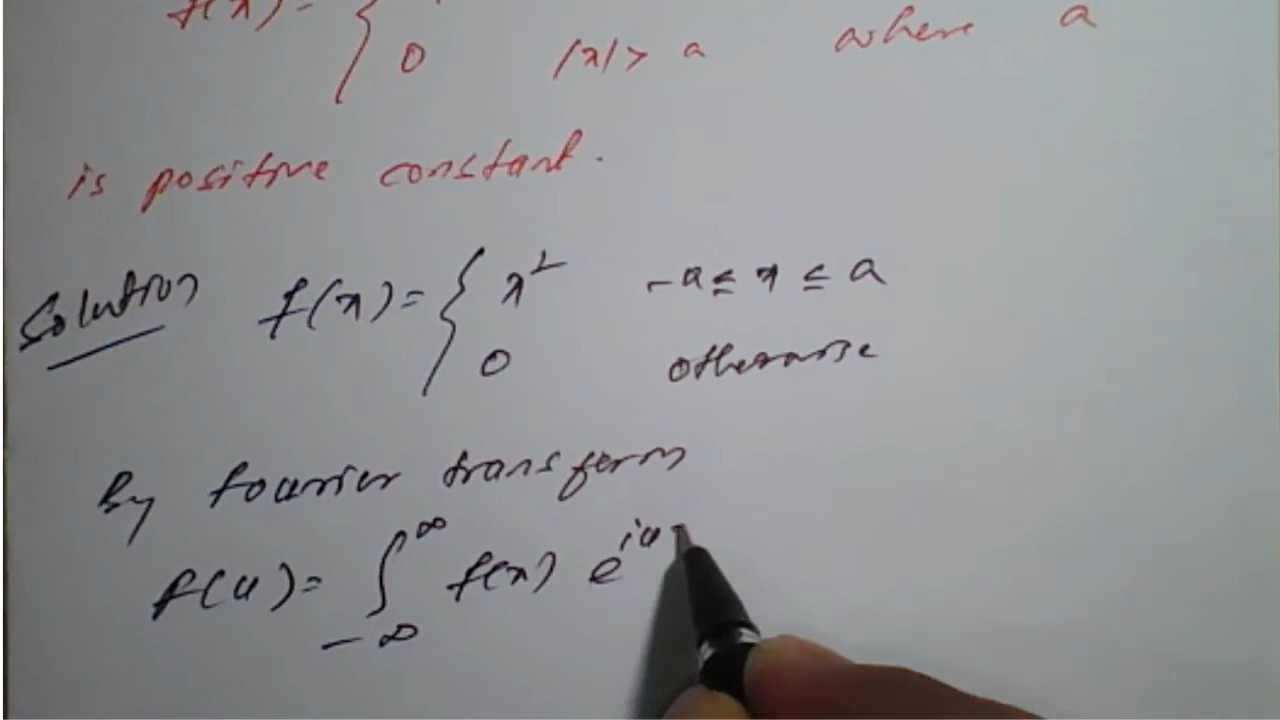 f(x)= {
0 |x|> a where a
is positive constant.
Solution f(x)= { x² -a≤ x ≤ a
0 otherwise
By fourier transform
f(u)= ∫_{-∞}^{∞} f(x) e^{iu